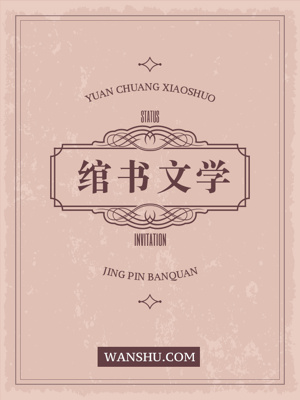 YUAN CHUANG XIAOSHUO
STATUS
绾书文学
INVITATION
JING PIN BANQUAN
WANSHU.COM